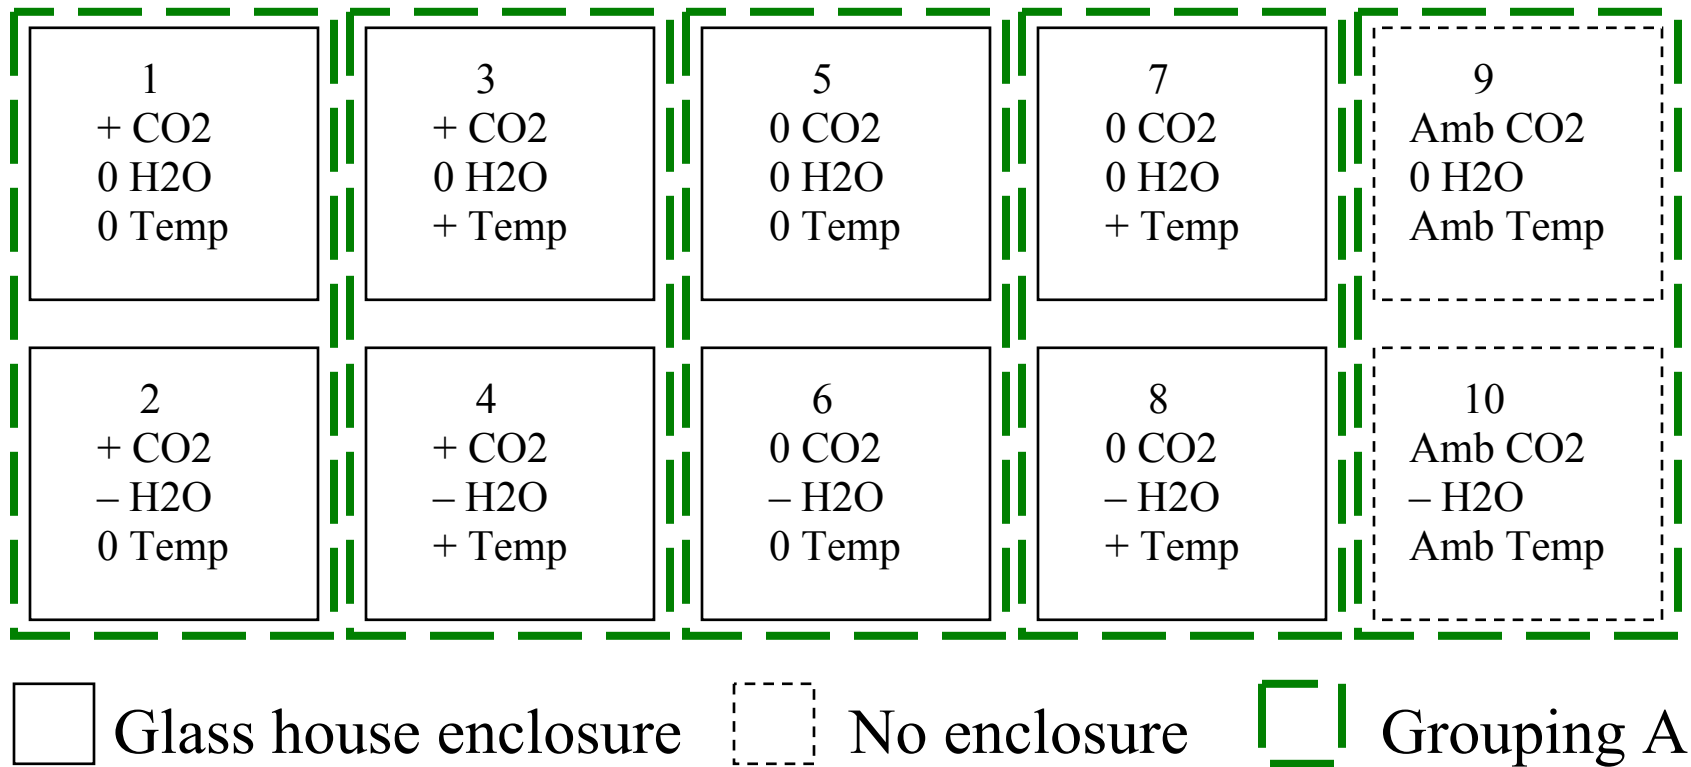 1
+ CO2
0 H2O
0 Temp
3
+ CO2
0 H2O
+ Temp
5
0 CO2
0 H2O
0 Temp
7
0 CO2
0 H2O
+ Temp
9
Amb CO2
0 H2O
Amb Temp
2
+ CO2
– H2O
0 Temp
4
+ CO2
– H2O
+ Temp
6
0 CO2
– H2O
0 Temp
8
0 CO2
– H2O
+ Temp
10
Amb CO2
– H2O
Amb Temp
Glass house enclosure
No enclosure
Grouping A